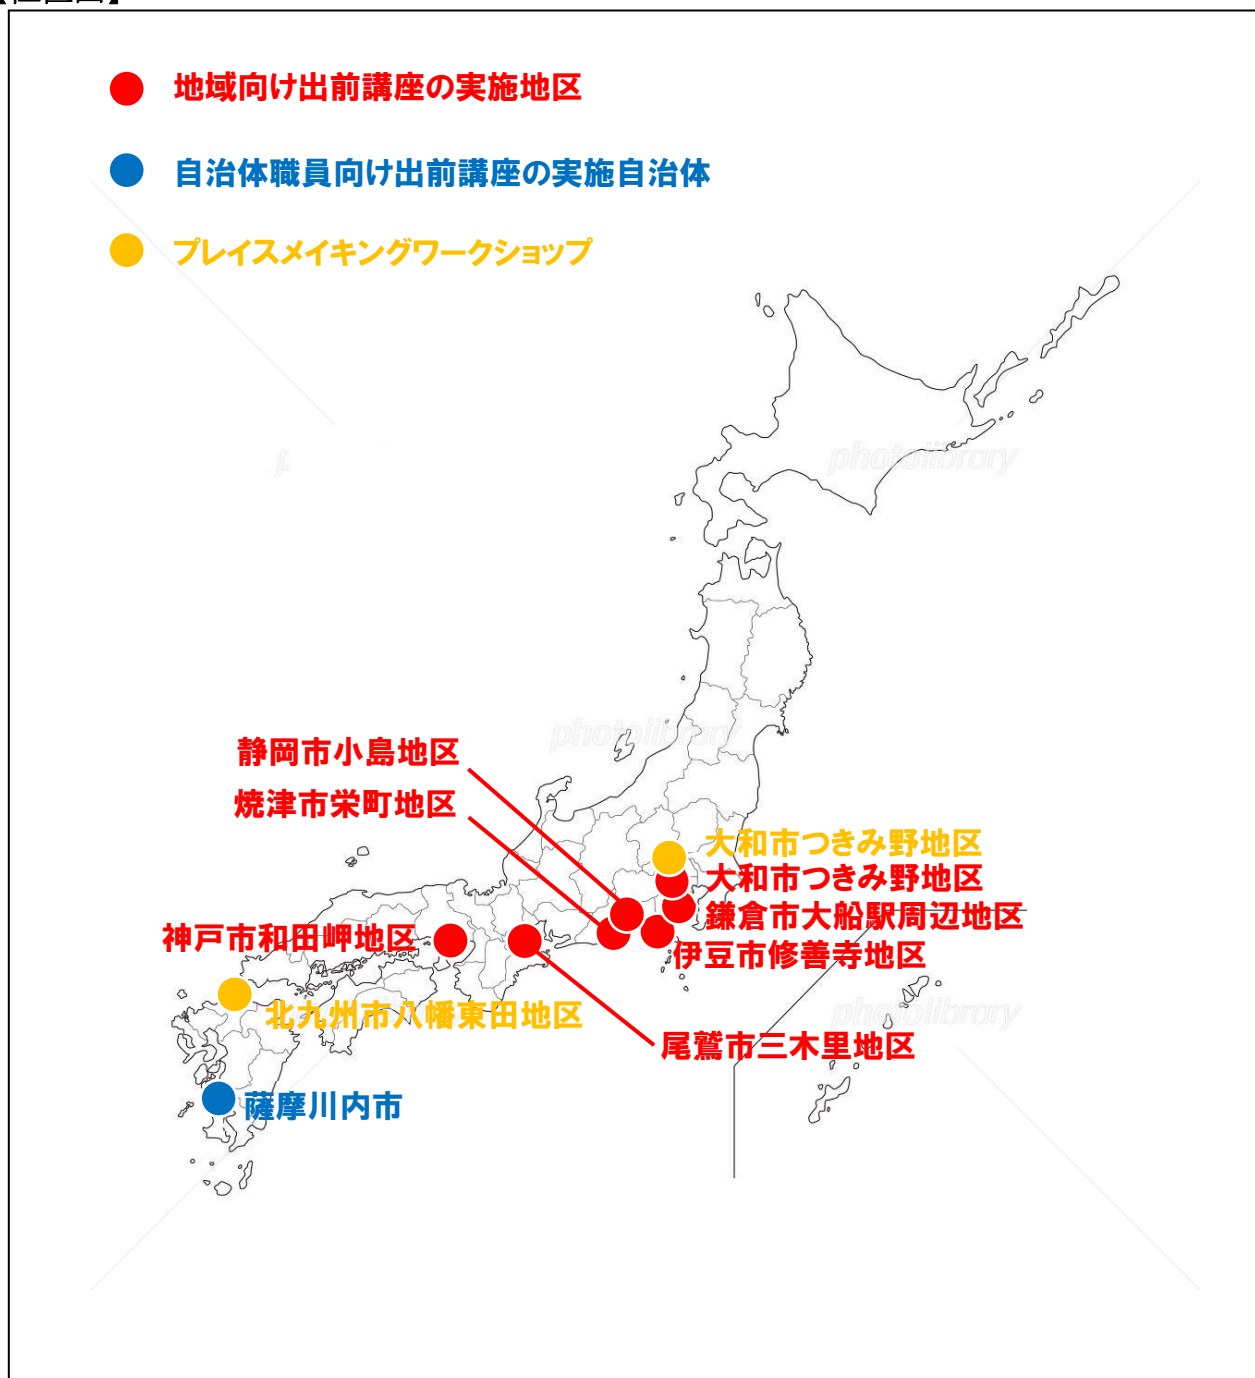 地域向け出前講座の実施地区
自治体職員向け出前講座の実施自治体
プレイスメイキングワークショップ
photolibrary
photolibrary
静岡市小島地区
焼津市栄町地区
大和市つきみ野地区
大和市つきみ野地区
鎌倉市大船駅周辺地区
神戸市和田岬地区
伊豆市修善寺地区
北九州市八幡東田地区
photolibrary
尾鷲市三木里地区
薩摩川内市